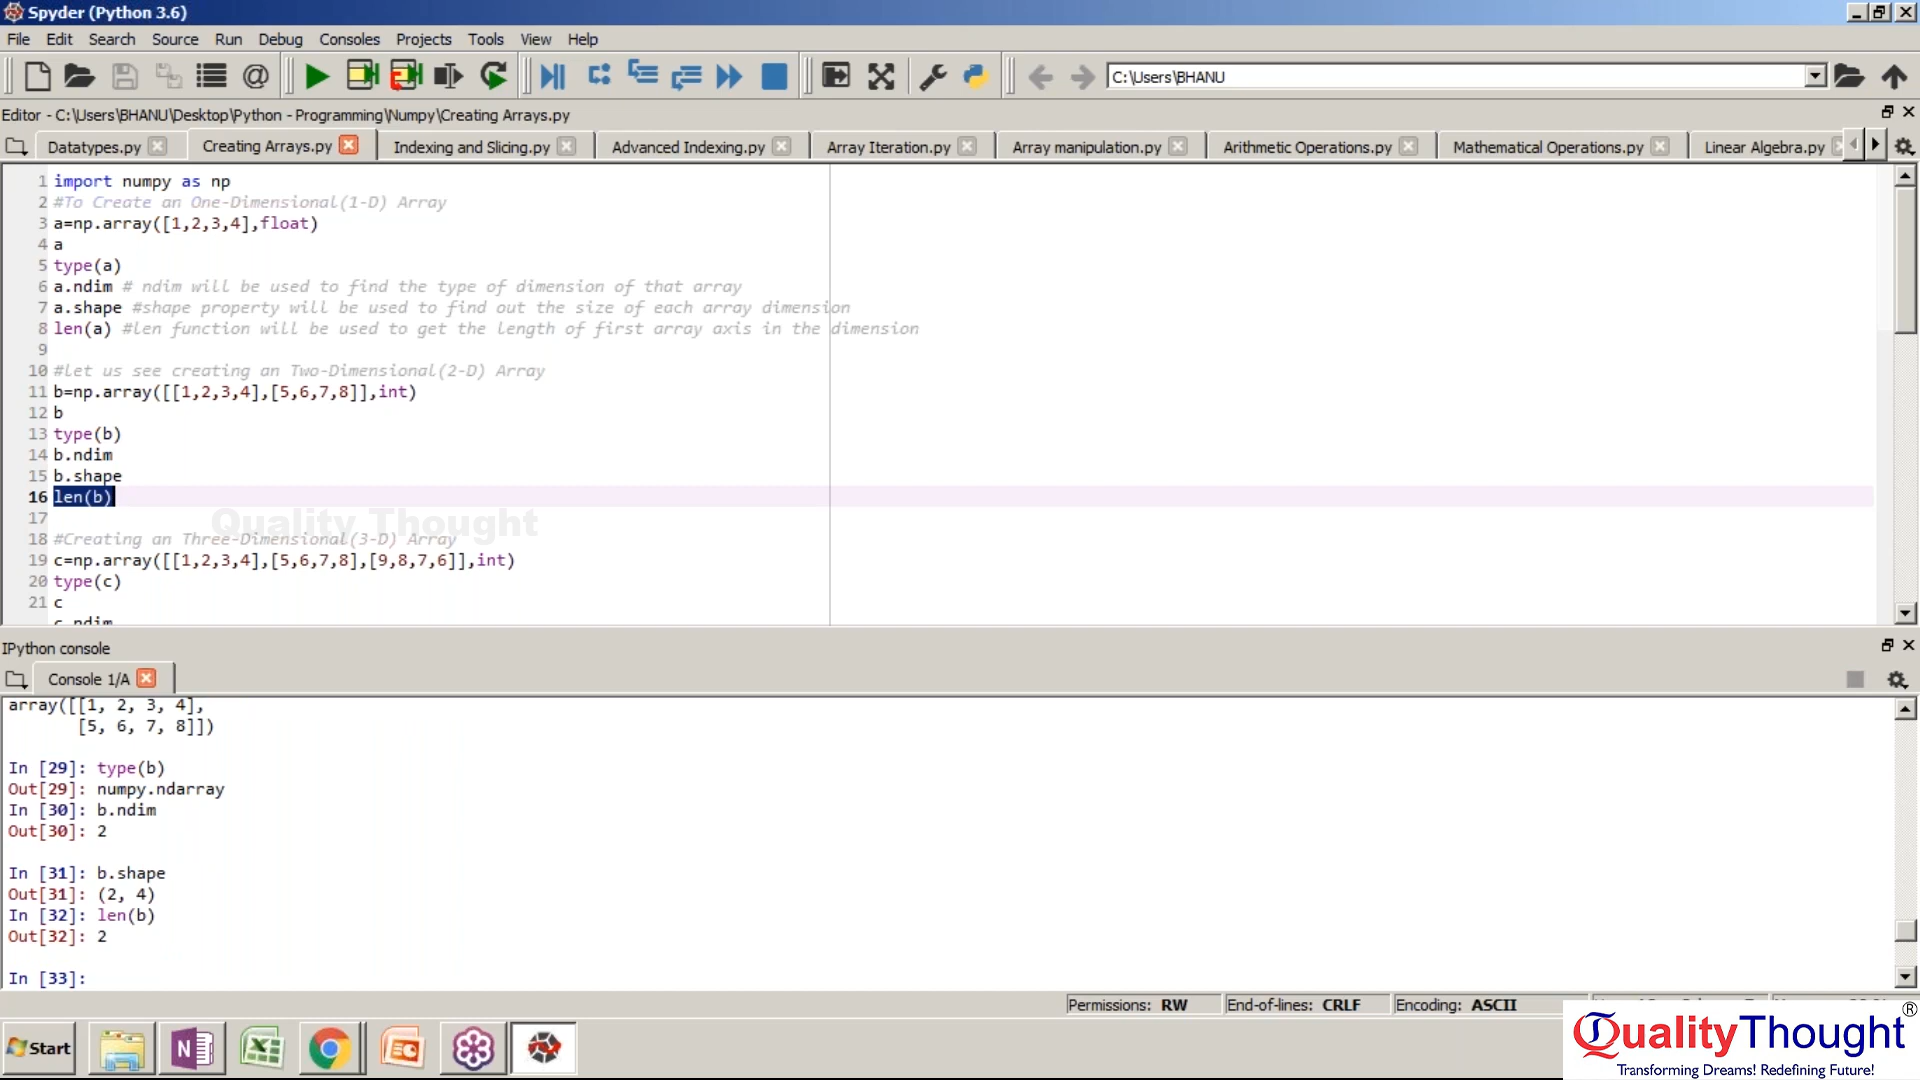 Spyder (Python 3.6)
File Edit Search Source Run Debug Consoles Projects Tools View Help
C:\Users\BHANU
Editor - C:\Users\BHANU\Desktop\Python - Programming\Numpy\Creating Arrays.py
Datatypes.py Creating Arrays.py Indexing and Slicing.py Advanced Indexing.py Array Iteration.py Array manipulation.py Arithmetic Operations.py Mathematical Operations.py Linear Algebra.py
1 import numpy as np
2 #To Create an One-Dimensional(1-D) Array
3 a=np.array([1,2,3,4],float)
4 a
5 type(a)
6 a.ndim # ndim will be used to find the type of dimension of that array
7 a.shape #shape property will be used to find out the size of each array dimension
8 len(a) #len function will be used to get the length of first array axis in the dimension
9
10 #let us see creating an Two-Dimensional(2-D) Array
11 b=np.array([[1,2,3,4],[5,6,7,8]],int)
12 b
13 type(b)
14 b.ndim
15 b.shape
16 len(b)
17
Quality Thought
18 #Creating an Three-Dimensional(3-D) Array
19 c=np.array([[1,2,3,4],[5,6,7,8],[9,8,7,6]],int)
20 type(c)
21 c
c.ndim
IPython console
Console 1/A
array([[1, 2, 3, 4],
[5, 6, 7, 8]])
In [29]: type(b)
Out[29]: numpy.ndarray
In [30]: b.ndim
Out[30]: 2
In [31]: b.shape
Out[31]: (2, 4)
In [32]: len(b)
Out[32]: 2
In [33]:
Permissions: RW End-of-lines: CRLF Encoding: ASCII
Start
QualityThought®
Transforming Dreams! Redefining Future!